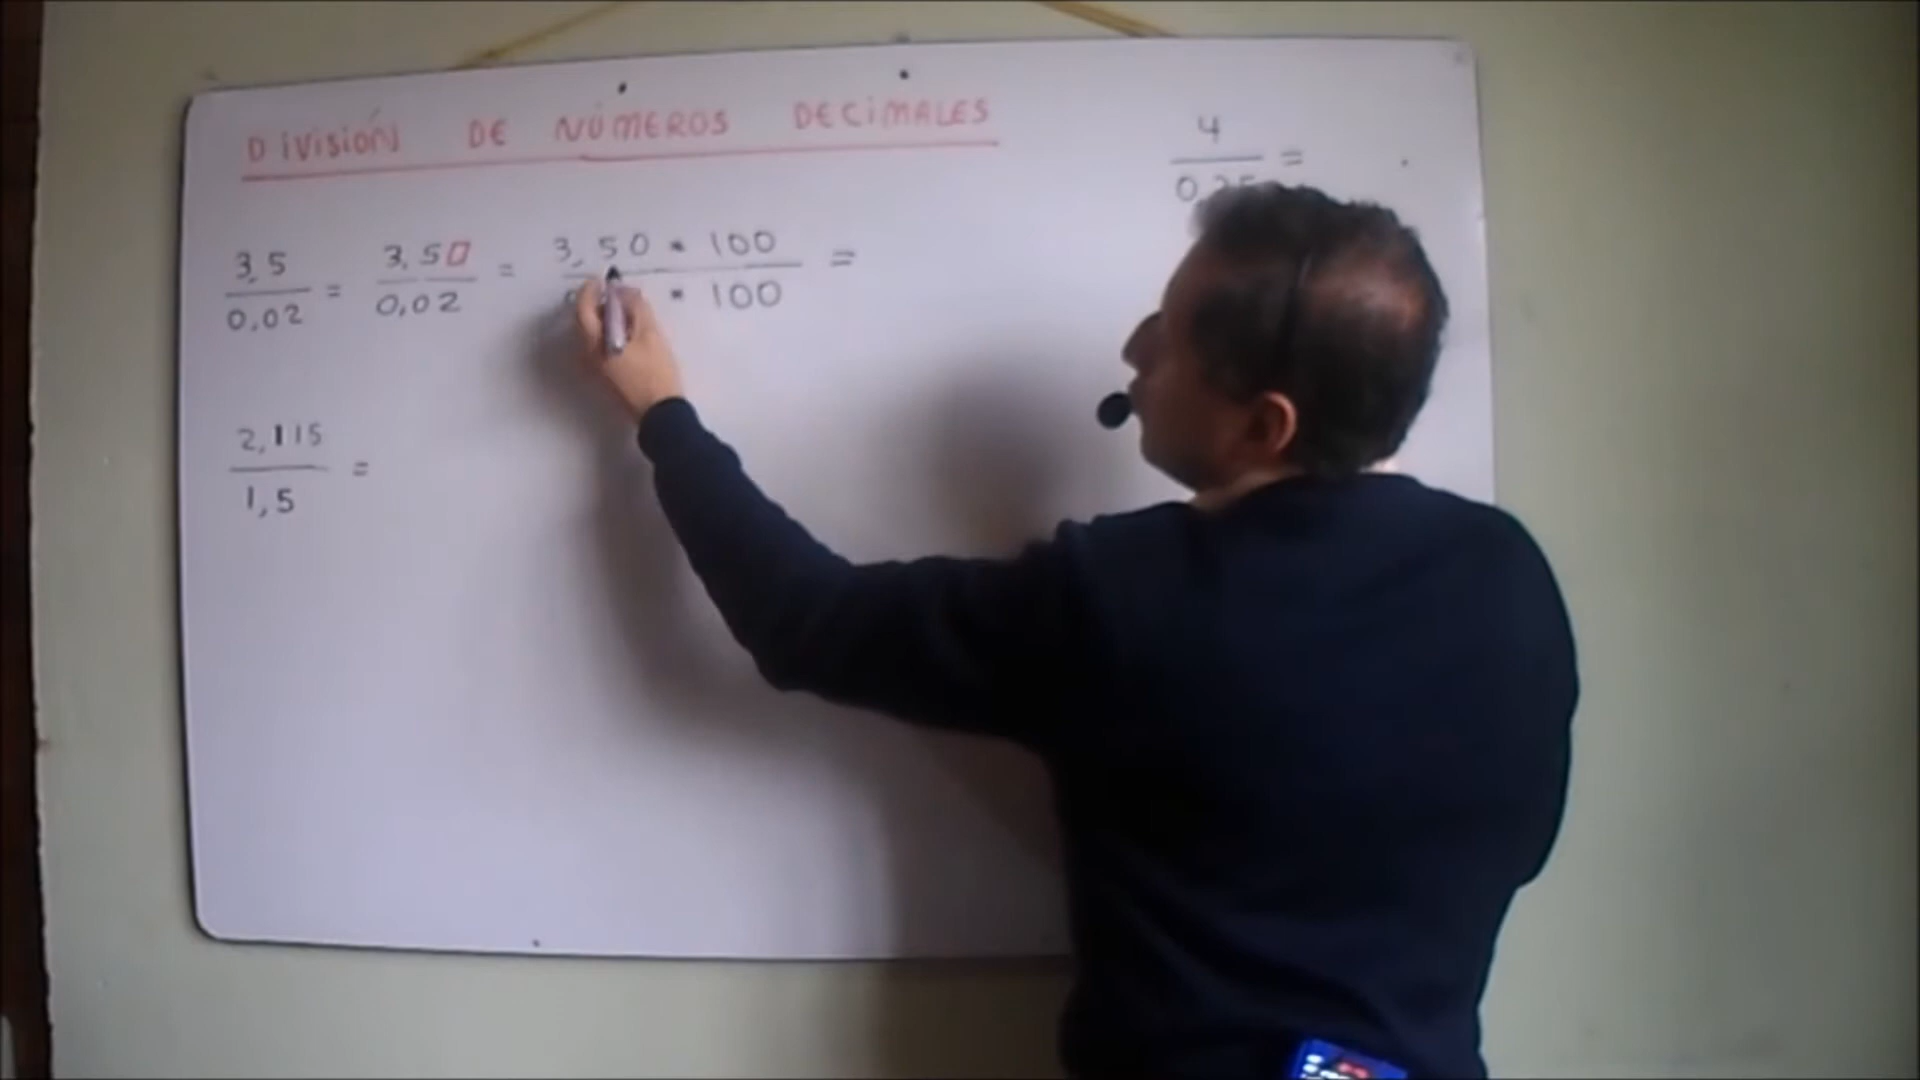 DIVISIÓN DE NÚMEROS DECIMALES
4
=
3,5 3,50 3,50 • 100
= = =
0,02 0,02 • 100
2,115
=
1,5